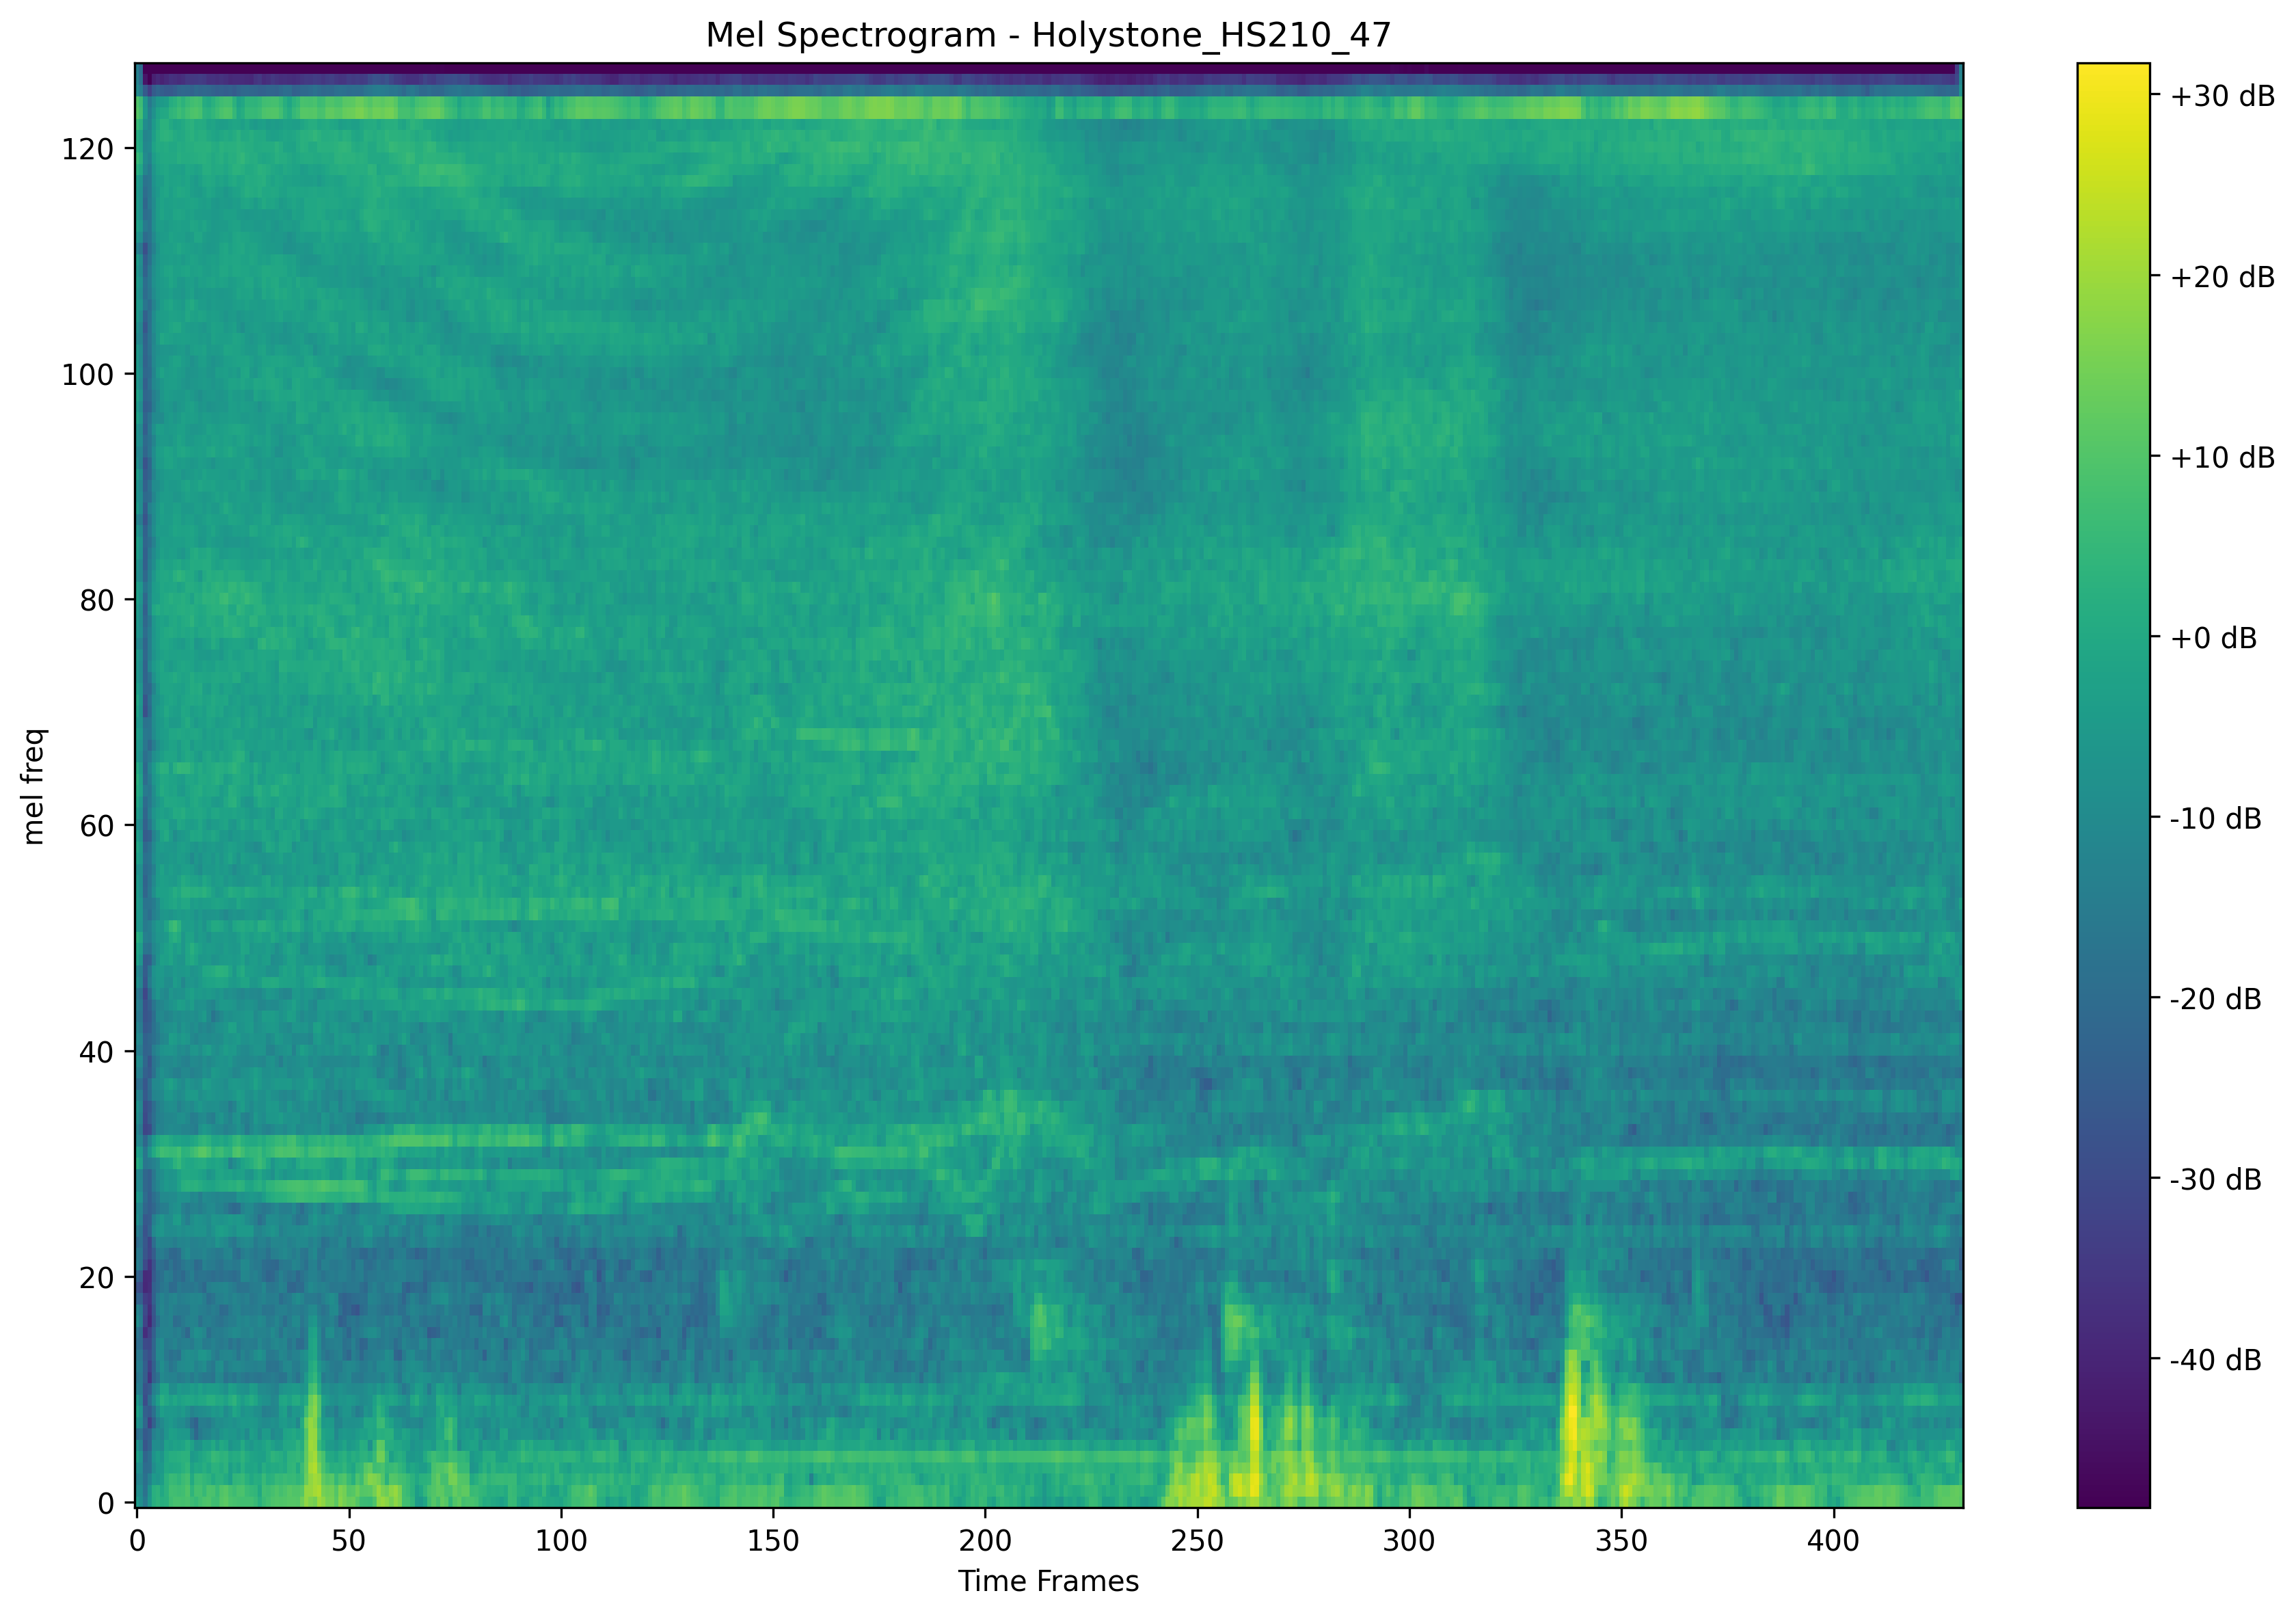 Mel Spectrogram - Holystone_HS210_47
mel freq
120
100
80
60
40
20
0
0 50 100 150 200 250 300 350 400
Time Frames
+30 dB
+20 dB
+10 dB
+0 dB
-10 dB
-20 dB
-30 dB
-40 dB